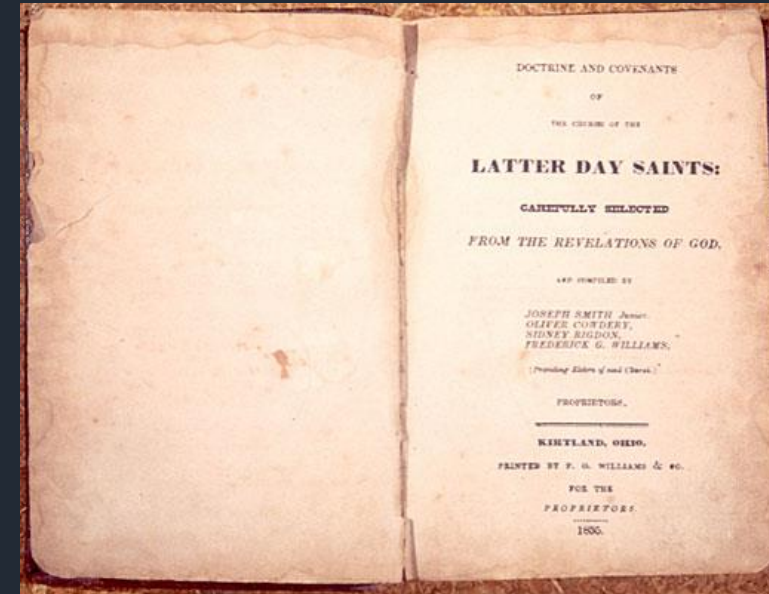 DOCTRINE AND COVENANTS
OF
THE CHURCH OF THE
LATTER DAY SAINTS:
CAREFULLY SELECTED
FROM THE REVELATIONS OF GOD,
AND COMPILED BY
JOSEPH SMITH Junior.
OLIVER COWDERY,
SIDNEY RIGDON,
FREDERICK G. WILLIAMS,
[Presiding Elders of said Church.]
PROPRIETORS.
KIRTLAND, OHIO.
PRINTED BY F. G. WILLIAMS & CO.
FOR THE
PROPRIETORS
1835.